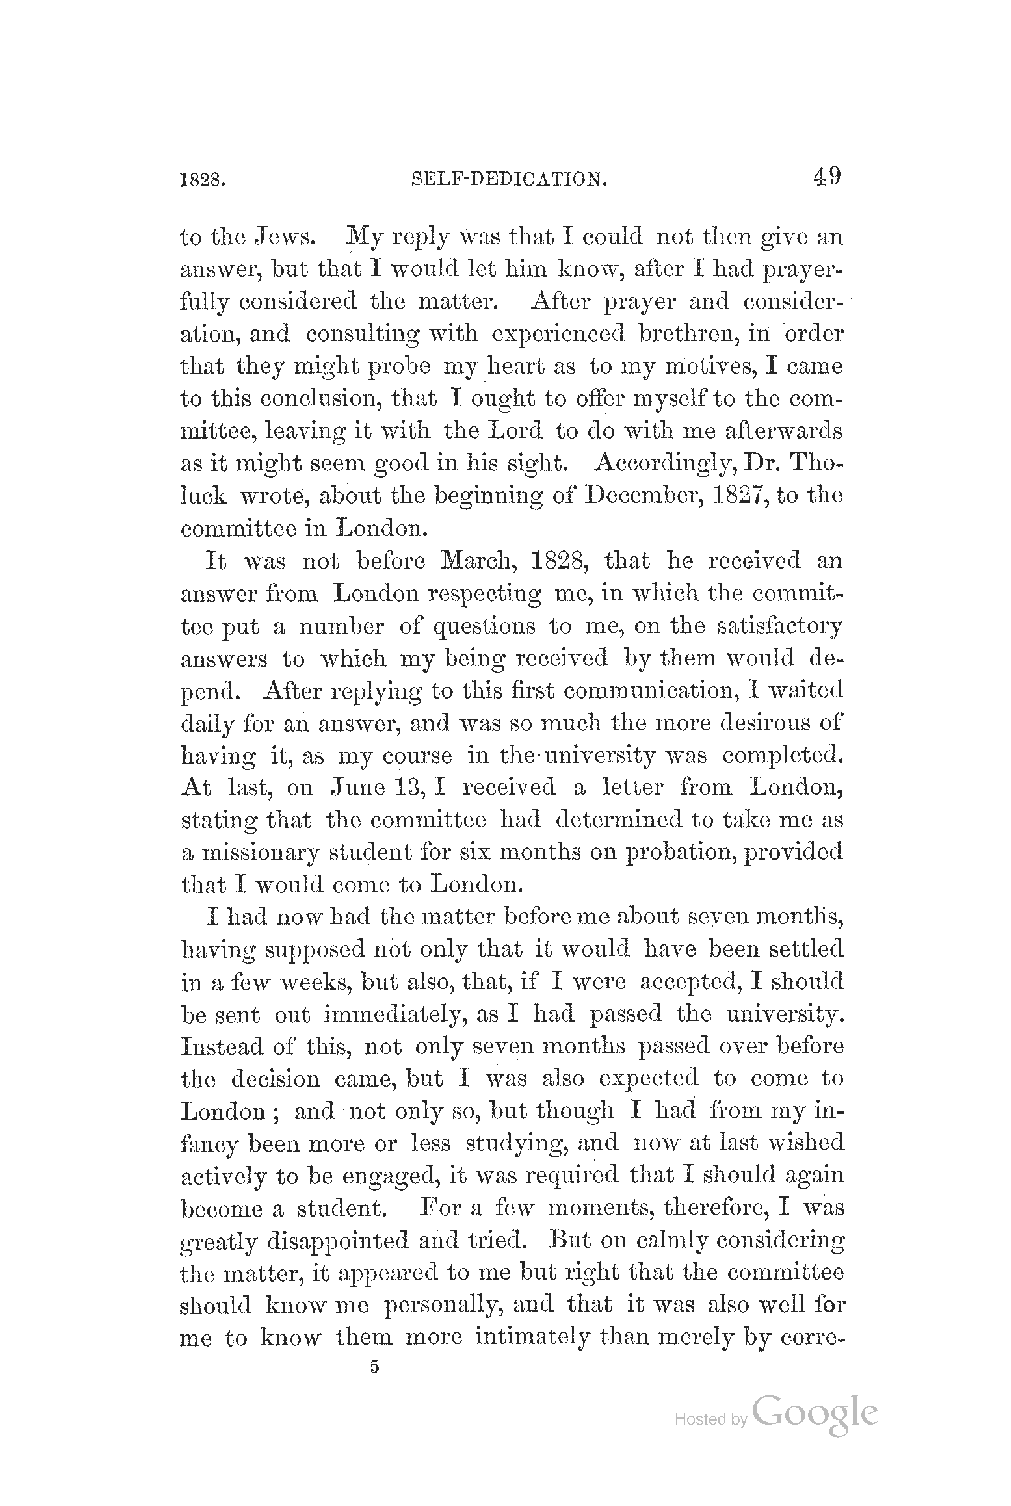 1828. SELF-DEDICATION. 49
to the Jews. My reply was that I could not then give an
answer, but that I would let him know, after I had prayer-
fully considered the matter. After prayer and consider-
ation, and consulting with experienced brethren, in order
that they might probe my heart as to my motives, I came
to this conclusion, that I ought to offer myself to the com-
mittee, leaving it with the Lord to do with me afterwards
as it might seem good in his sight. Accordingly, Dr. Tho-
luck wrote, about the beginning of December, 1827, to the
committee in London.
It was not before March, 1828, that he received an
answer from London respecting me, in which the commit-
tee put a number of questions to me, on the satisfactory
answers to which my being received by them would de-
pend. After replying to this first communication, I waited
daily for an answer, and was so much the more desirous of
having it, as my course in the university was completed.
At last, on June 13, I received a letter from London,
stating that the committee had determined to take me as
a missionary student for six months on probation, provided
that I would come to London.
I had now had the matter before me about seven months,
having supposed not only that it would have been settled
in a few weeks, but also, that, if I were accepted, I should
be sent out immediately, as I had passed the university.
Instead of this, not only seven months passed over before
the decision came, but I was also expected to come to
London ; and not only so, but though I had from my in-
fancy been more or less studying, and now at last wished
actively to be engaged, it was required that I should again
become a student. For a few moments, therefore, I was
greatly disappointed and tried. But on calmly considering
the matter, it appeared to me but right that the committee
should know me personally, and that it was also well for
me to know them more intimately than merely by corre-
5
Hosted by Google